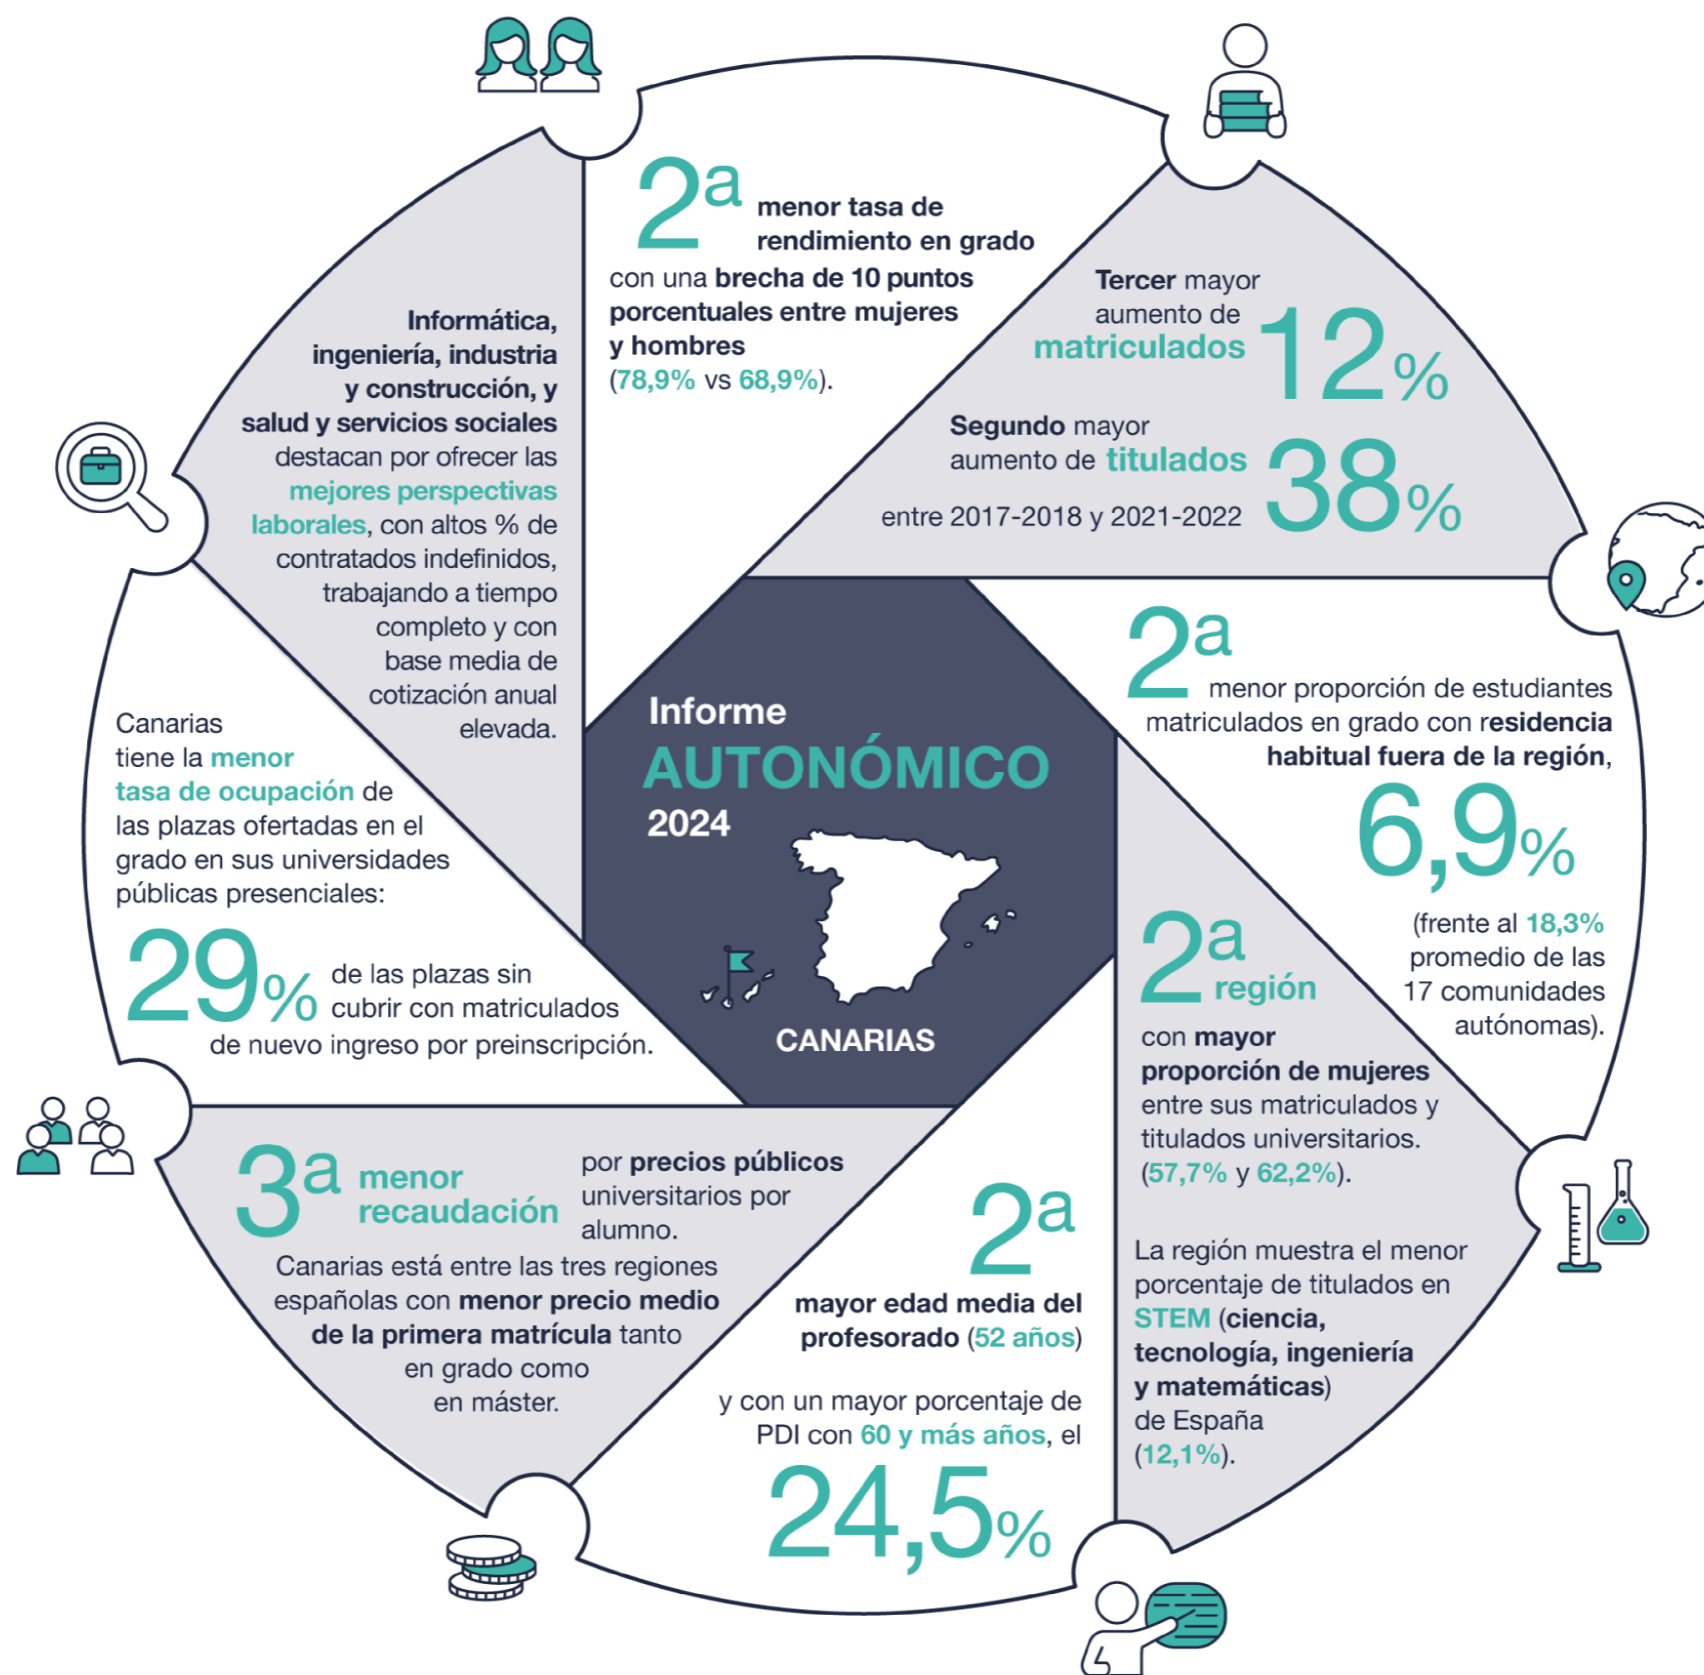 2ª menor tasa de
rendimiento en grado
con una brecha de 10 puntos
porcentuales entre mujeres
y hombres
(78,9% vs 68,9%).
Tercer mayor
aumento de
matriculados 12%
Segundo mayor
aumento de titulados 38%
entre 2017-2018 y 2021-2022
2ª
menor proporción de estudiantes
matriculados en grado con residencia
habitual fuera de la región,
6,9%
(frente al 18,3%
promedio de las
17 comunidades
autónomas).
2ª
región
con mayor
proporción de mujeres
entre sus matriculados y
titulados universitarios.
(57,7% y 62,2%).
La región muestra el menor
porcentaje de titulados en
STEM (ciencia,
tecnología, ingeniería
y matemáticas)
de España
(12,1%).
2ª
mayor edad media del
profesorado (52 años)
y con un mayor porcentaje de
PDI con 60 y más años, el
24,5%
3ª menor
recaudación
por precios públicos
universitarios por
alumno.
Canarias está entre las tres regiones
españolas con menor precio medio
de la primera matrícula tanto
en grado como
en máster.
Canarias
tiene la menor
tasa de ocupación de
las plazas ofertadas en el
grado en sus universidades
públicas presenciales:
29% de las plazas sin
cubrir con matriculados
de nuevo ingreso por preinscripción.
Informática,
ingeniería, industria
y construcción, y
salud y servicios sociales
destacan por ofrecer las
mejores perspectivas
laborales, con altos % de
contratados indefinidos,
trabajando a tiempo
completo y con
base media de
cotización anual
elevada.
Informe
AUTONÓMICO
2024
CANARIAS